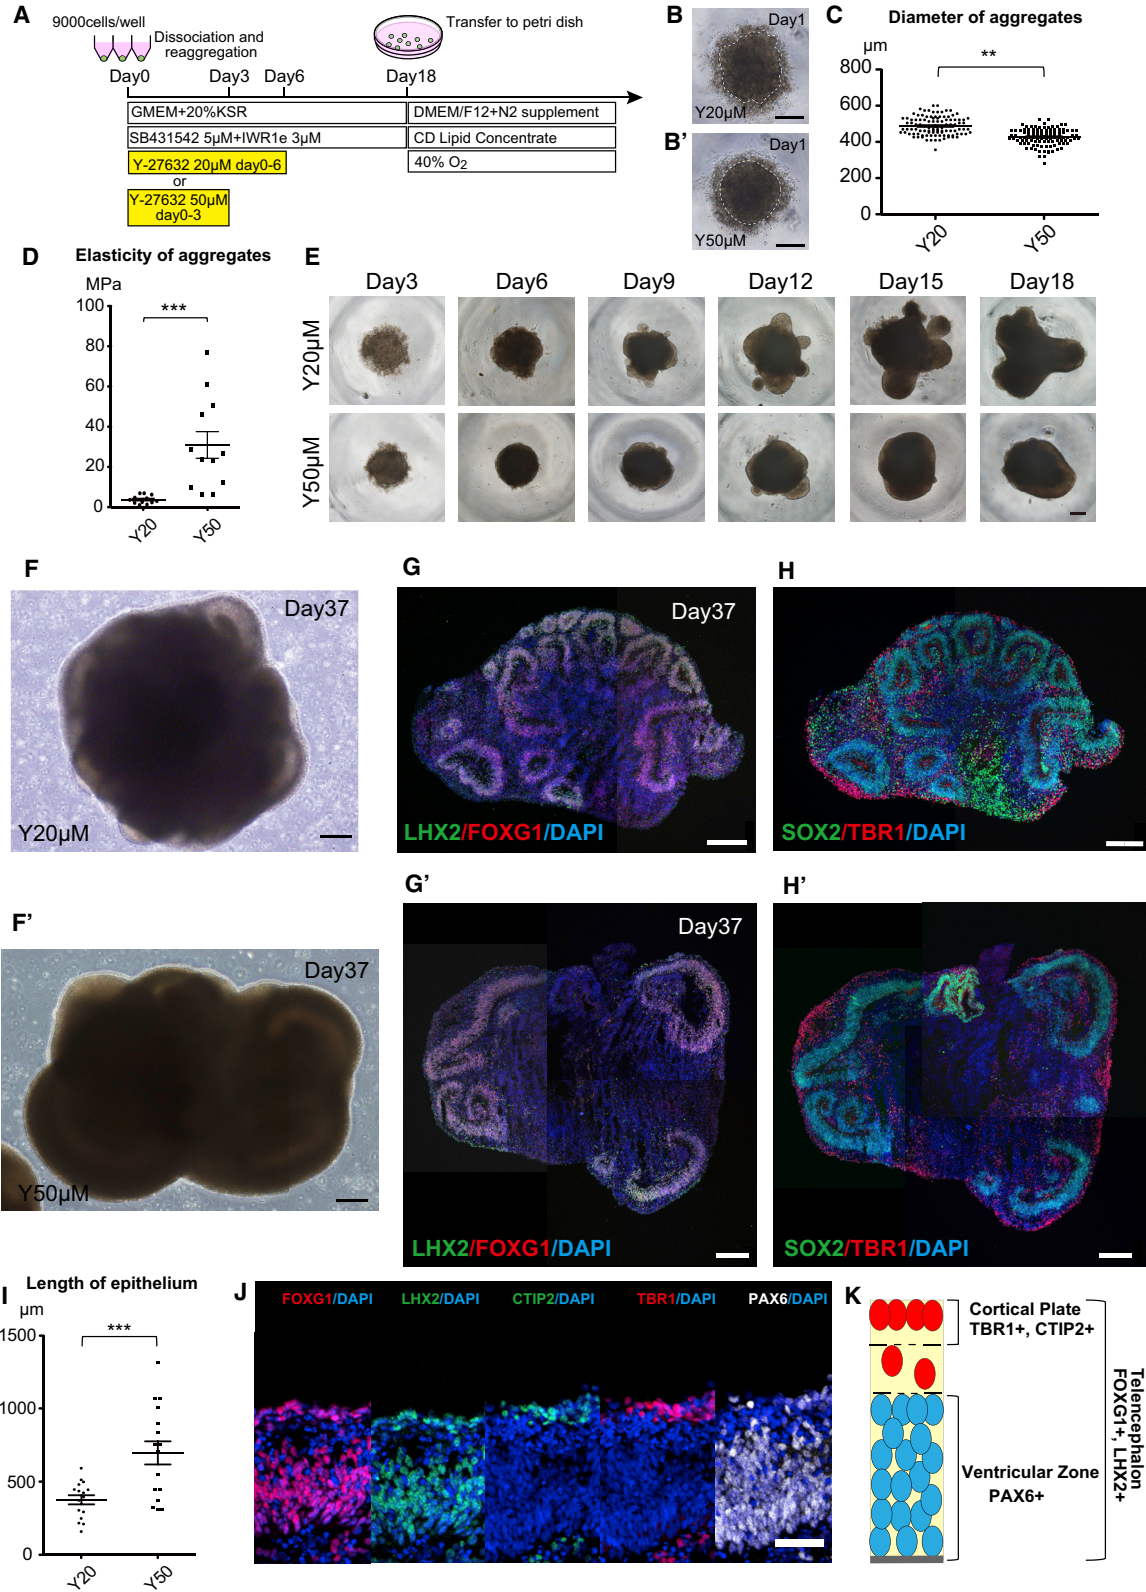 A
9000cells/well
Dissociation and
reaggregation
Transfer to petri dish
Day0
Day3
Day6
Day18
GMEM+20%KSR
DMEM/F12+N2 supplement
SB431542 5μM+IWR1e 3μM
CD Lipid Concentrate
Y-27632 20μM day0-6
40% O2
or
Y-27632 50μM
day0-3
B
Day1
Y20μM
B'
Day1
Y50μM
C
Diameter of aggregates
μm
800
600
400
200
0
**
Y20
Y50
D
Elasticity of aggregates
MPa
100
80
60
40
20
0
***
Y20
Y50
E
Day3
Day6
Day9
Day12
Day15
Day18
Y20μM
Y50μM
F
Day37
Y20μM
G
Day37
LHX2/FOXG1/DAPI
H
SOX2/TBR1/DAPI
F'
Day37
Y50μM
G'
Day37
LHX2/FOXG1/DAPI
H'
SOX2/TBR1/DAPI
I
Length of epithelium
μm
1500
1000
500
0
***
Y20
Y50
J
FOXG1/DAPI
LHX2/DAPI
CTIP2/DAPI
TBR1/DAPI
PAX6/DAPI
K
Cortical Plate
TBR1+, CTIP2+
Ventricular Zone
PAX6+
Telencephalon
FOXG1+, LHX2+